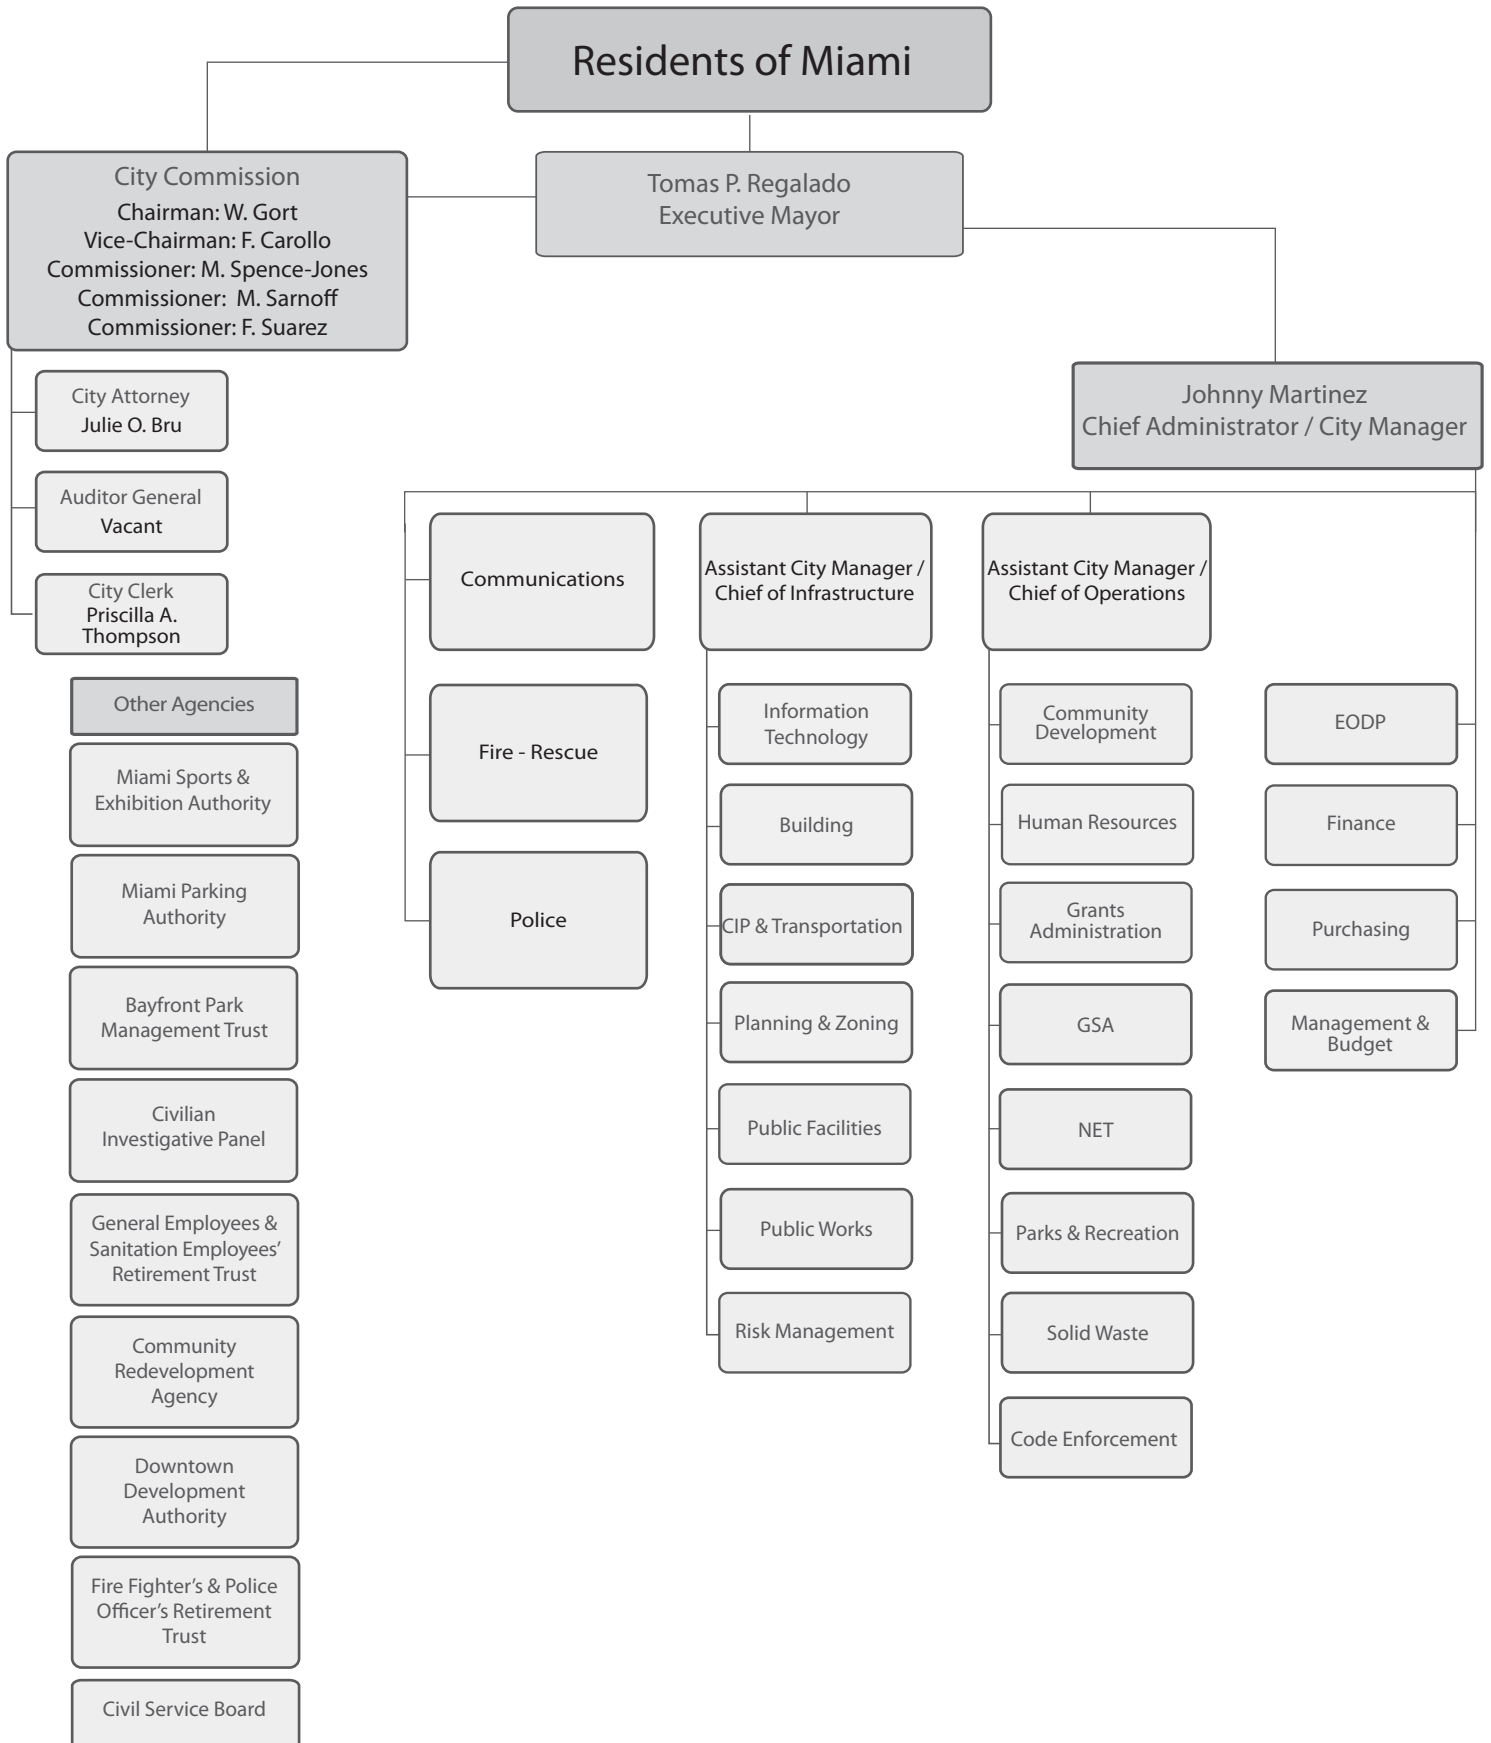 Residents of Miami
City Commission
Chairman: W. Gort
Vice-Chairman: F. Carollo
Commissioner: M. Spence-Jones
Commissioner:  M. Sarnoff
Commissioner: F. Suarez
Tomas P. Regalado
Executive Mayor
Johnny Martinez
Chief Administrator / City Manager
City Attorney
Julie O. Bru
Auditor General
Vacant
City Clerk
Priscilla A.
Thompson
Other Agencies
Miami Sports &
Exhibition Authority
Miami Parking
Authority
Bayfront Park
Management Trust
Civilian
Investigative Panel
General Employees &
Sanitation Employees’
Retirement Trust
Community
Redevelopment
Agency
Downtown
Development
Authority
Fire Fighter’s & Police
Officer’s Retirement
Trust
Civil Service Board
Communications
Fire - Rescue
Police
Assistant City Manager /
Chief of Infrastructure
Information
Technology
Building
CIP & Transportation
Planning & Zoning
Public Facilities
Public Works
Risk Management
Assistant City Manager /
Chief of Operations
Community
Development
Human Resources
Grants
Administration
GSA
NET
Parks & Recreation
Solid Waste
Code Enforcement
EODP
Finance
Purchasing
Management &
Budget